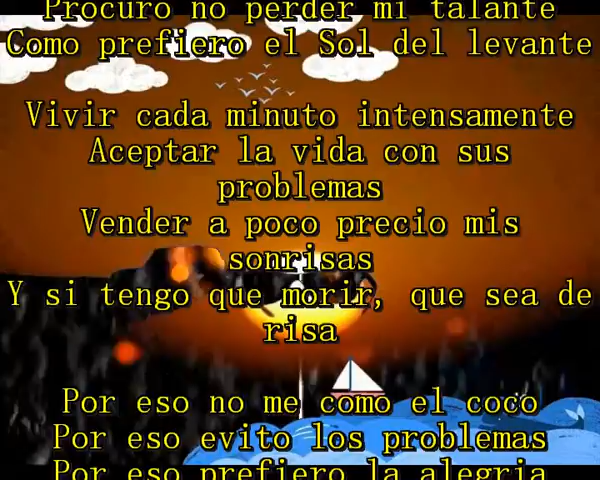 Procuro no perder mi talante
Como prefiero el Sol del levante
Vivir cada minuto intensamente
Aceptar la vida con sus
problemas
Vender a poco precio mis
sonrisas
Y si tengo que morir, que sea de
risa
Por eso no me como el coco
Por eso evito los problemas
Por eso prefiero la alegria